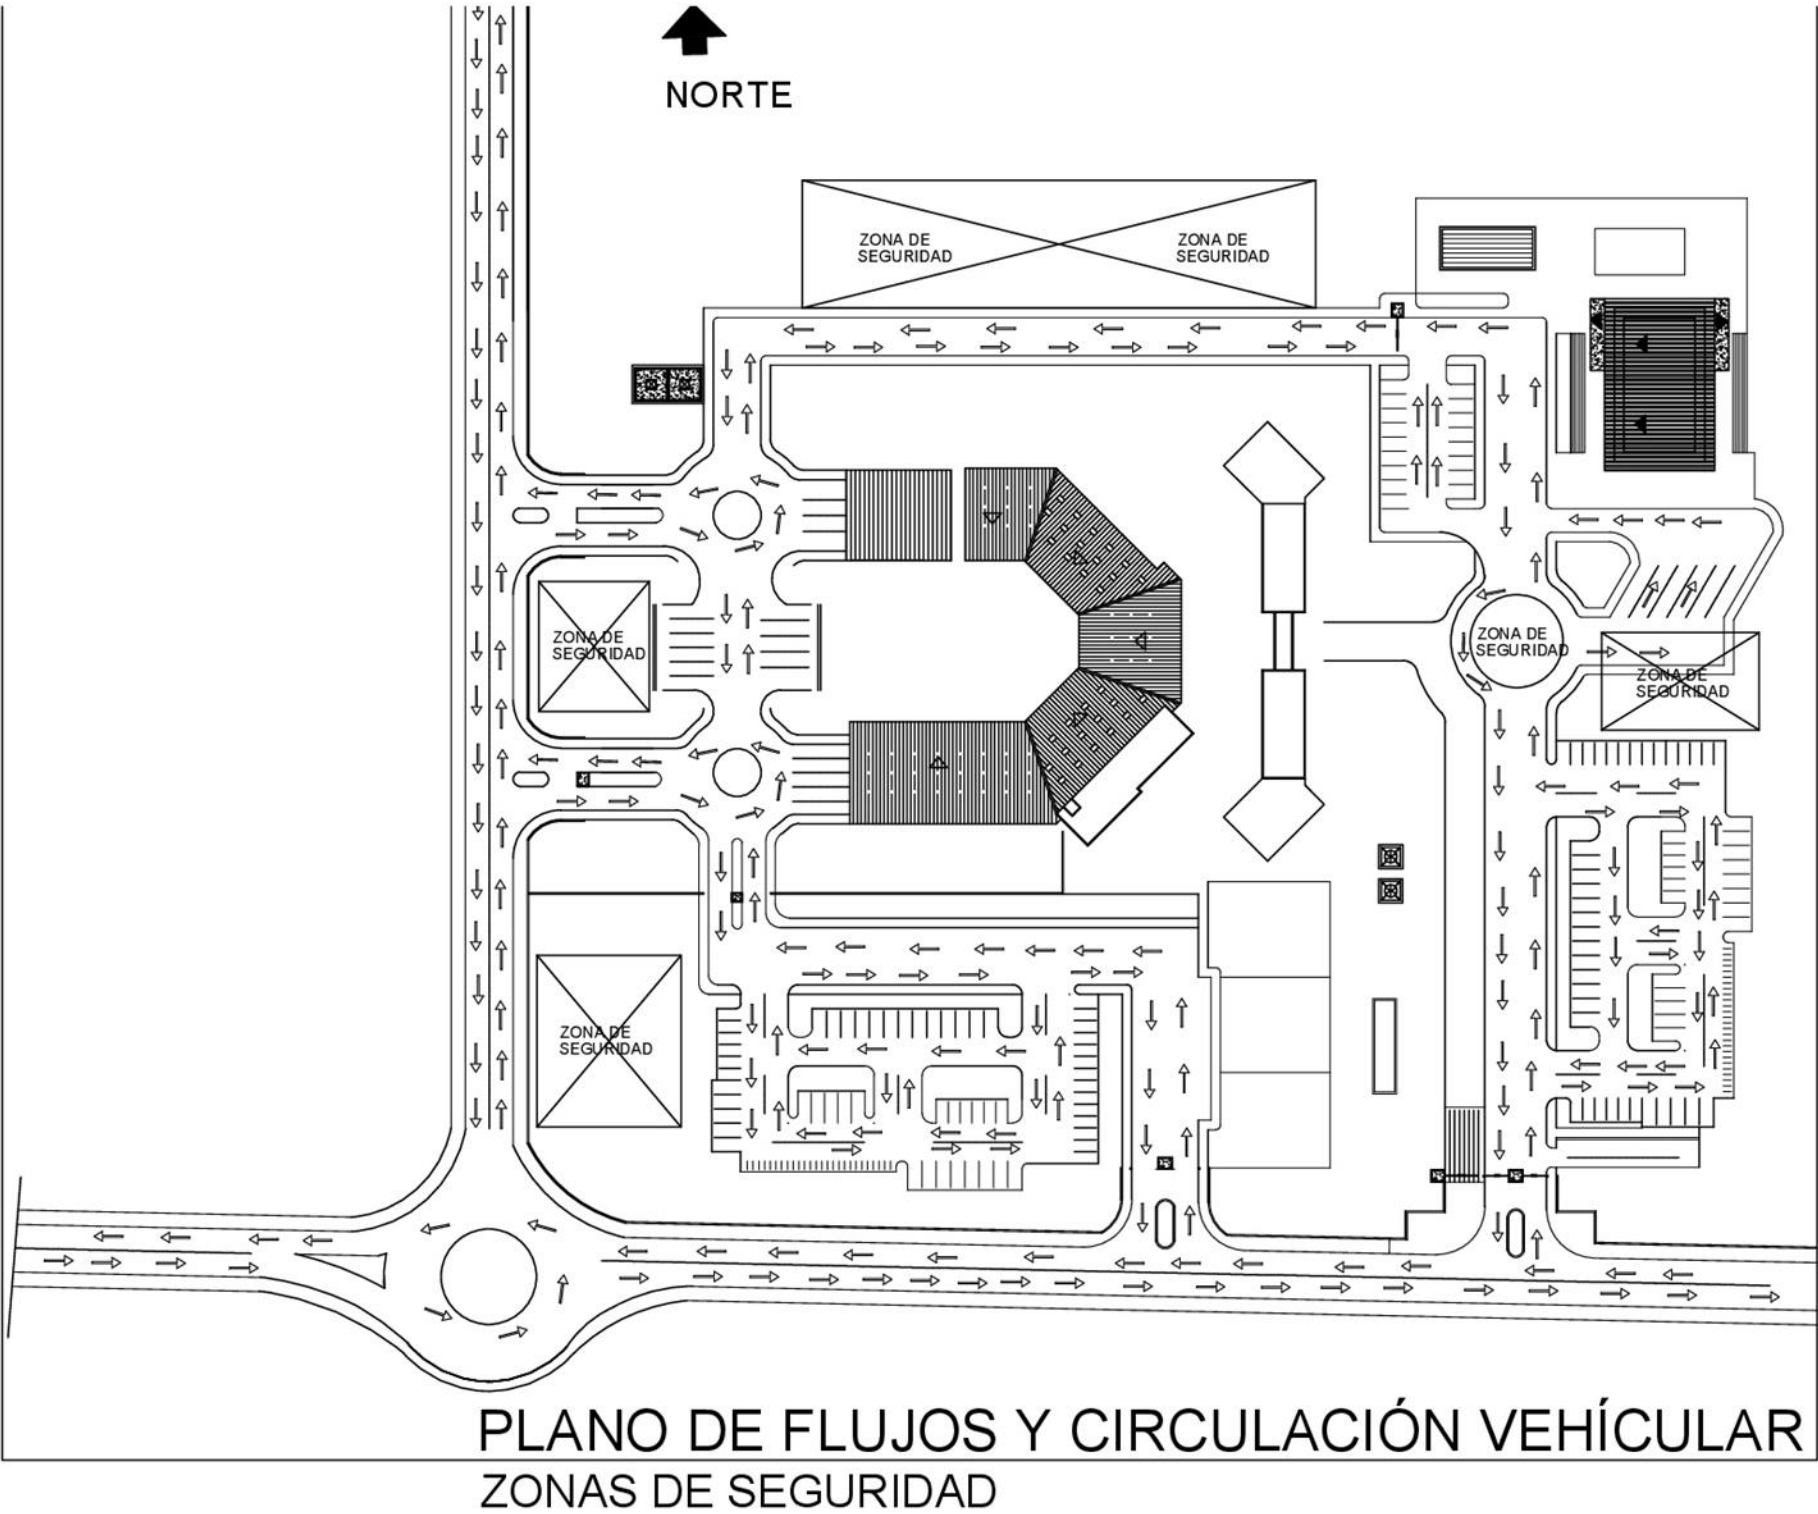 NORTE
ZONA DE
SEGURIDAD
ZONA DE
SEGURIDAD
ZONA DE
SEGURIDAD
ZONA DE
SEGURIDAD
ZONA DE
SEGURIDAD
ZONA DE
SEGURIDAD
PLANO DE FLUJOS Y CIRCULACIÓN VEHÍCULAR
ZONAS DE SEGURIDAD